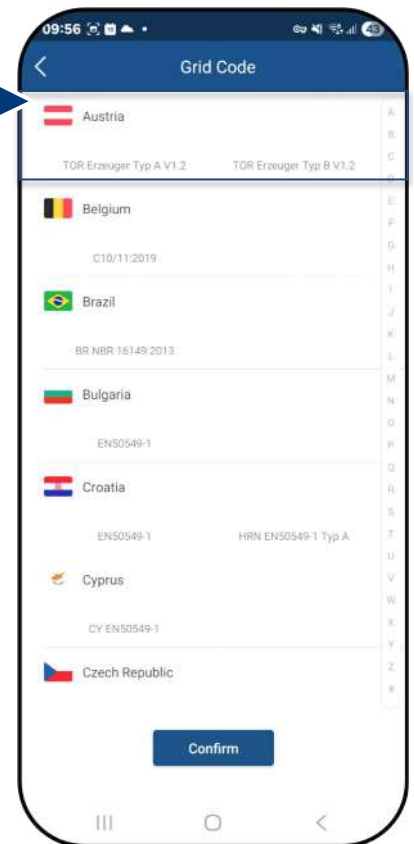 09:56
43
Grid Code
Austria
TOR Erzeuger Typ A V1.2 TOR Erzeuger Typ B V1.2
Belgium
C10/11:2019
Brazil
BR NBR 16149:2013
Bulgaria
EN50549-1
Croatia
EN50549-1 HRN EN50549-1 Typ A
Cyprus
CY EN50549-1
Czech Republic
Confirm
A
B
C
D
E
F
G
H
I
J
K
L
M
N
O
P
Q
R
S
T
U
V
W
X
Y
Z
#